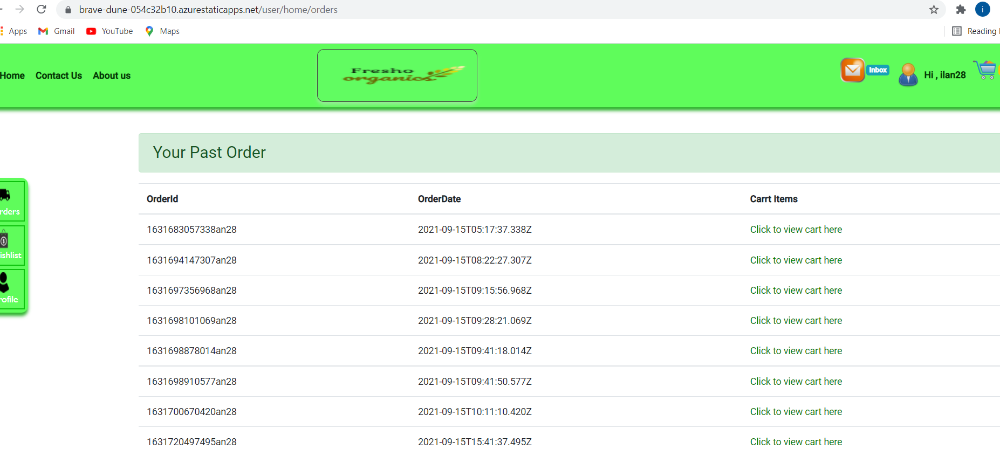 brave-dune-054c32b10.azurestaticapps.net/user/home/orders
i
Apps Gmail YouTube Maps Reading
Home Contact Us About us
Fresho
organics
Inbox
Hi , ilan28
Your Past Order
OrderId OrderDate Carrt Items
1631683057338an28 2021-09-15T05:17:37.338Z Click to view cart here
1631694147307an28 2021-09-15T08:22:27.307Z Click to view cart here
1631697356968an28 2021-09-15T09:15:56.968Z Click to view cart here
1631698101069an28 2021-09-15T09:28:21.069Z Click to view cart here
1631698878014an28 2021-09-15T09:41:18.014Z Click to view cart here
1631698910577an28 2021-09-15T09:41:50.577Z Click to view cart here
1631700670420an28 2021-09-15T10:11:10.420Z Click to view cart here
1631720497495an28 2021-09-15T15:41:37.495Z Click to view cart here
rders
ishlist
rofile